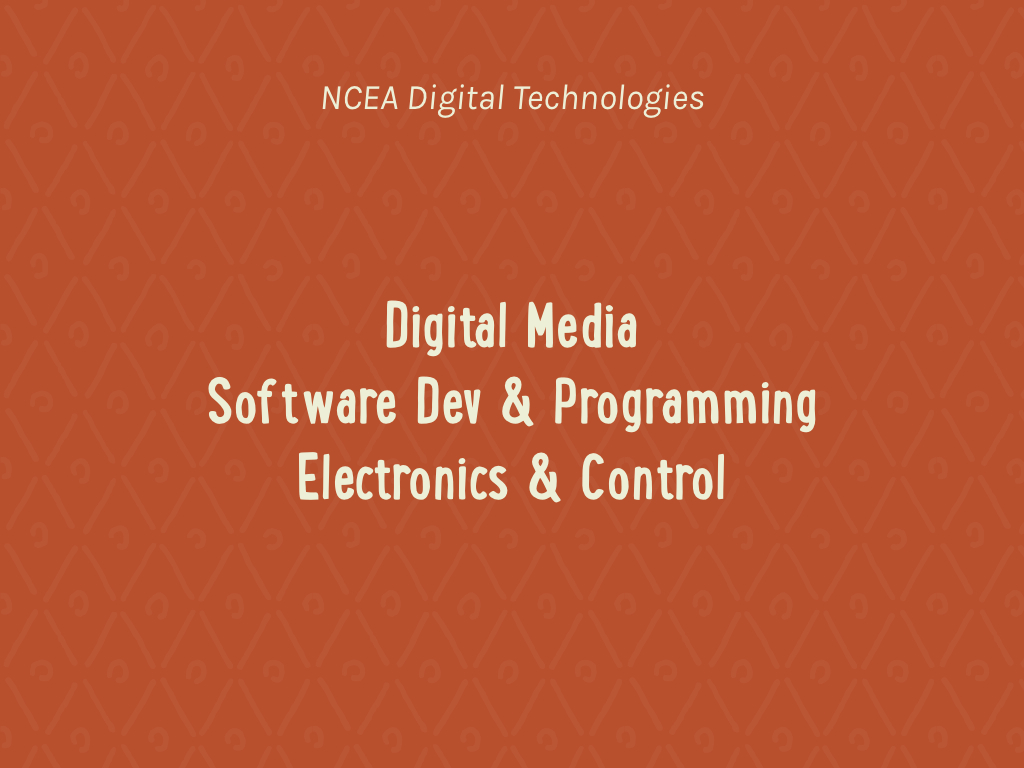 NCEA Digital Technologies
Digital Media
Software Dev & Programming
Electronics & Control